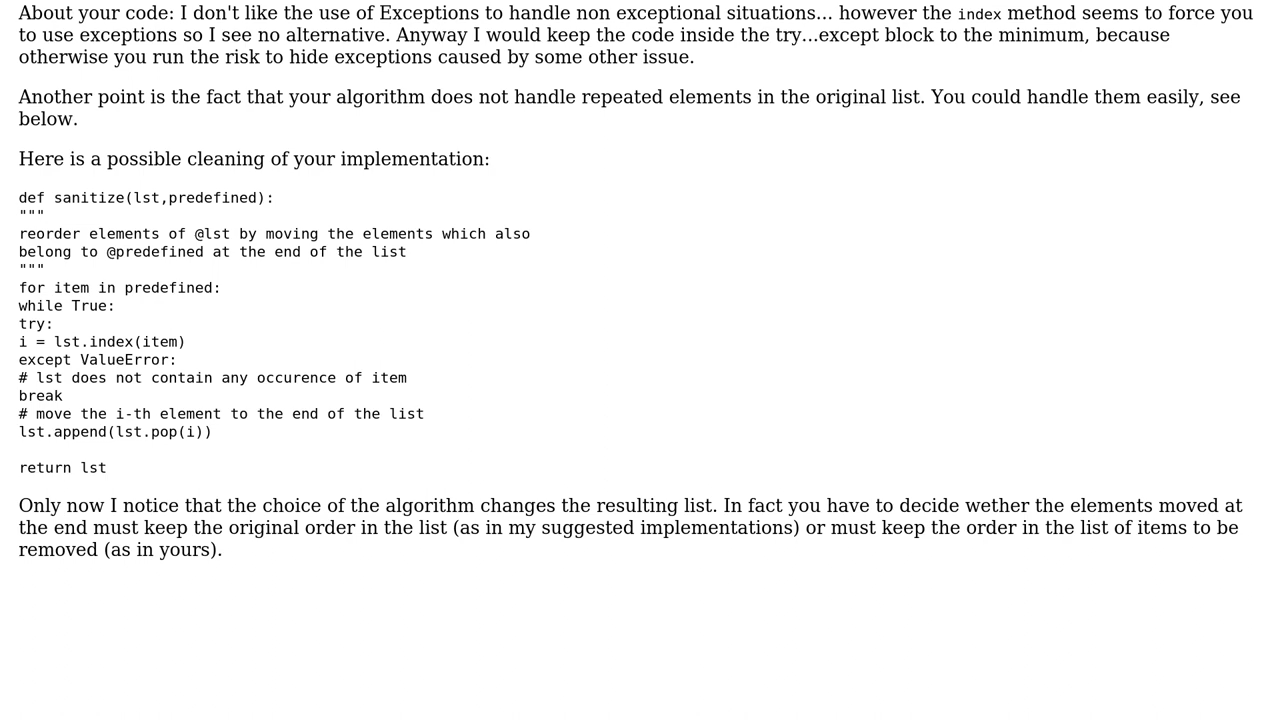 About your code: I don't like the use of Exceptions to handle non exceptional situations... however the index method seems to force you
to use exceptions so I see no alternative. Anyway I would keep the code inside the try...except block to the minimum, because
otherwise you run the risk to hide exceptions caused by some other issue.
Another point is the fact that your algorithm does not handle repeated elements in the original list. You could handle them easily, see
below.
Here is a possible cleaning of your implementation:
def sanitize(lst,predefined):
"""
reorder elements of @lst by moving the elements which also
belong to @predefined at the end of the list
"""
for item in predefined:
while True:
try:
i = lst.index(item)
except ValueError:
# lst does not contain any occurence of item
break
# move the i-th element to the end of the list
lst.append(lst.pop(i))
return lst
Only now I notice that the choice of the algorithm changes the resulting list. In fact you have to decide wether the elements moved at
the end must keep the original order in the list (as in my suggested implementations) or must keep the order in the list of items to be
removed (as in yours).